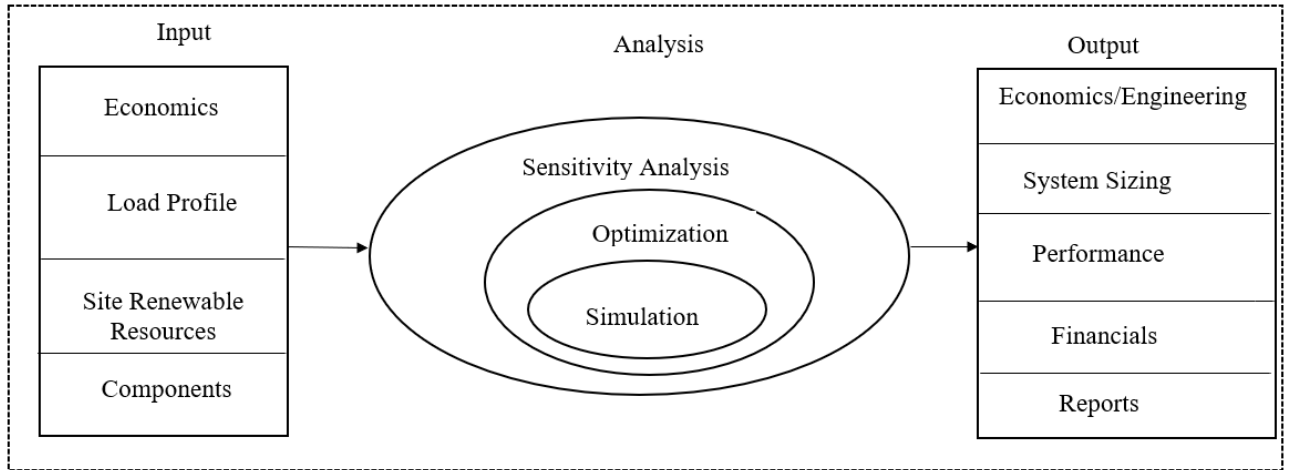 Input
Analysis
Output
Economics
Load Profile
Site Renewable
Resources
Components
Sensitivity Analysis
Optimization
Simulation
Economics/Engineering
System Sizing
Performance
Financials
Reports